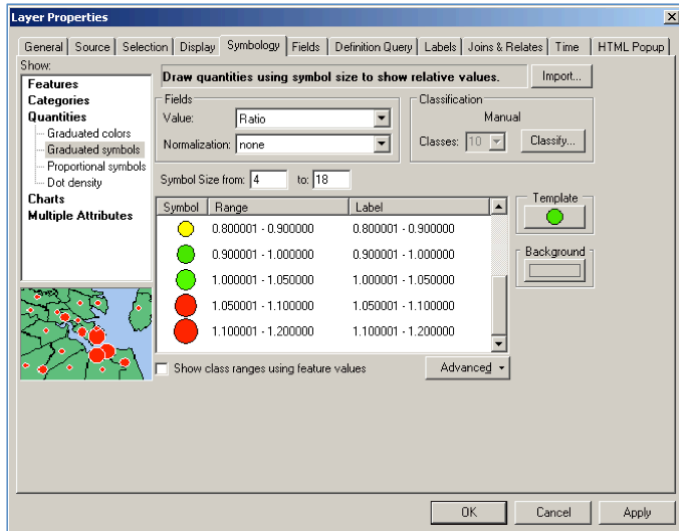 Layer Properties
General Source Selection Display Symbology Fields Definition Query Labels Joins & Relates Time HTML Popup
Show:
Features
Categories
Quantities
Graduated colors
Graduated symbols
Proportional symbols
Dot density
Charts
Multiple Attributes
Draw quantities using symbol size to show relative values.
Import...
Fields
Value: Ratio
Normalization: none
Classification
Manual
Classes: 10 Classify...
Symbol Size from: 4 to: 18
Symbol Range Label
0.800001 - 0.900000 0.800001 - 0.900000
0.900001 - 1.000000 0.900001 - 1.000000
1.000001 - 1.050000 1.000001 - 1.050000
1.050001 - 1.100000 1.050001 - 1.100000
1.100001 - 1.200000 1.100001 - 1.200000
Template
Background
Show class ranges using feature values
Advanced
OK Cancel Apply